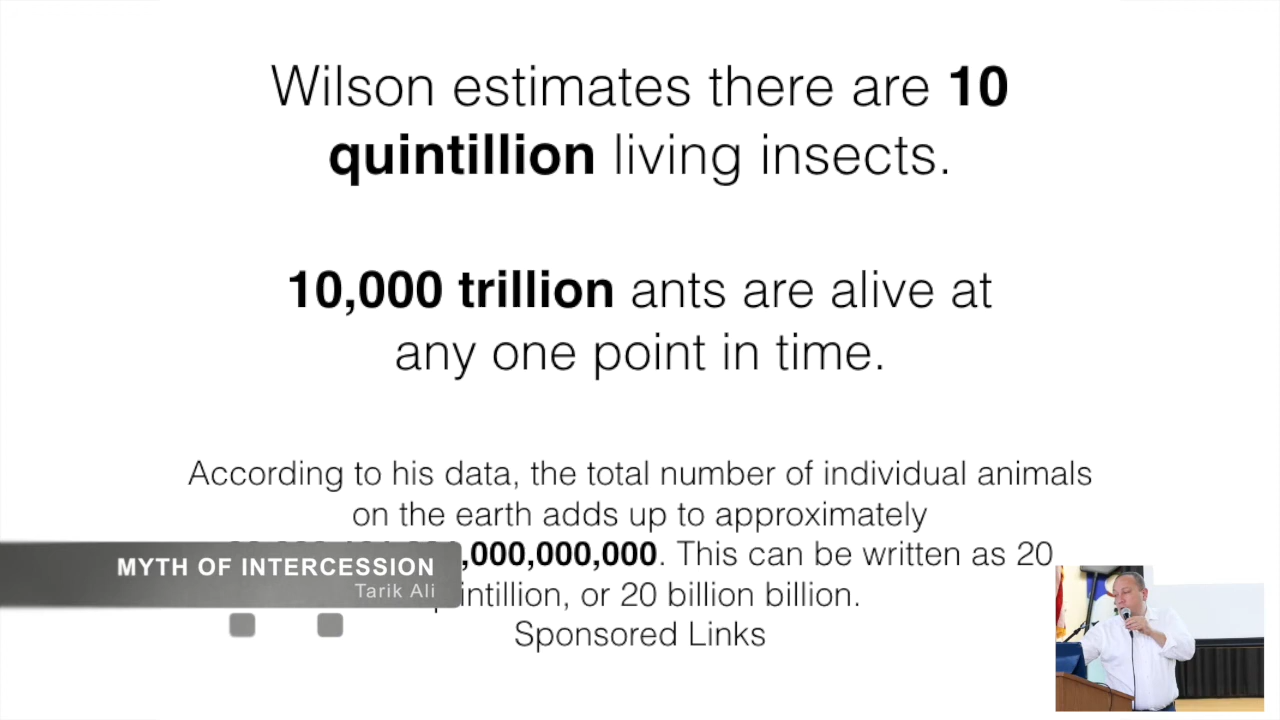 Wilson estimates there are 10
quintillion living insects.
10,000 trillion ants are alive at
any one point in time.
According to his data, the total number of individual animals
on the earth adds up to approximately
,000,000,000. This can be written as 20
or 20 billion billion.
Sponsored Links
MYTH OF INTERCESSION
Tarik Ali